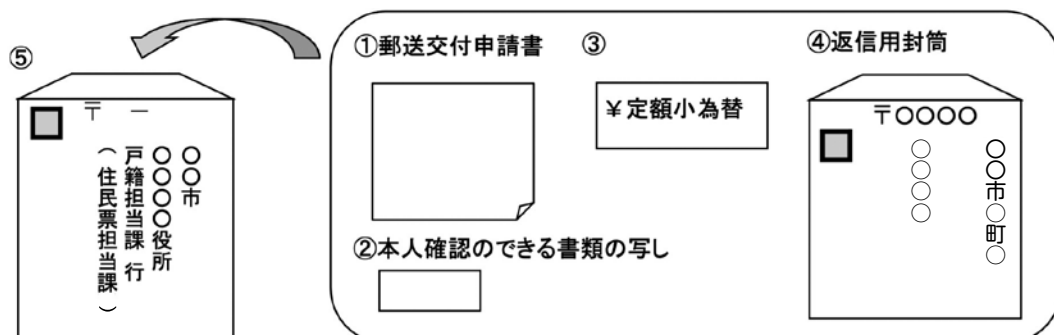 ⑤
〒 ー
〇〇市
〇〇〇〇役所
戸籍担当課 行
（住民票担当課）
①郵送交付申請書
②本人確認のできる書類の写し
③
￥定額小為替
④返信用封筒
〒〇〇〇〇
〇〇市〇町〇
〇〇〇〇